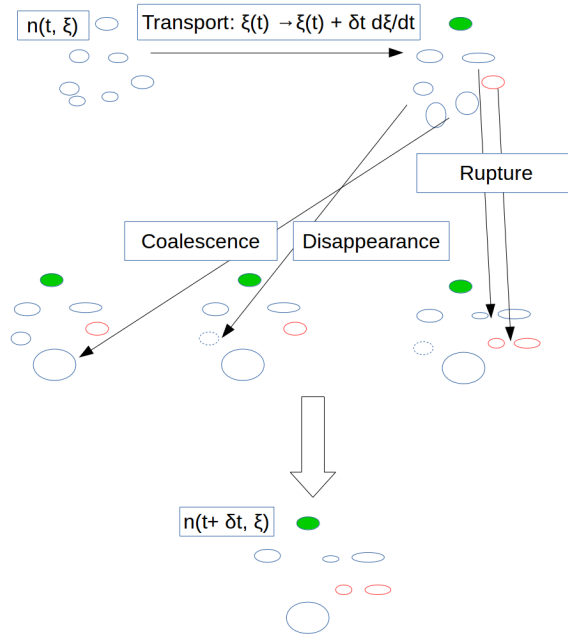 n(t, ξ)
Transport: ξ(t) →ξ(t) + δt dξ/dt
Rupture
Coalescence
Disappearance
n(t+ δt, ξ)